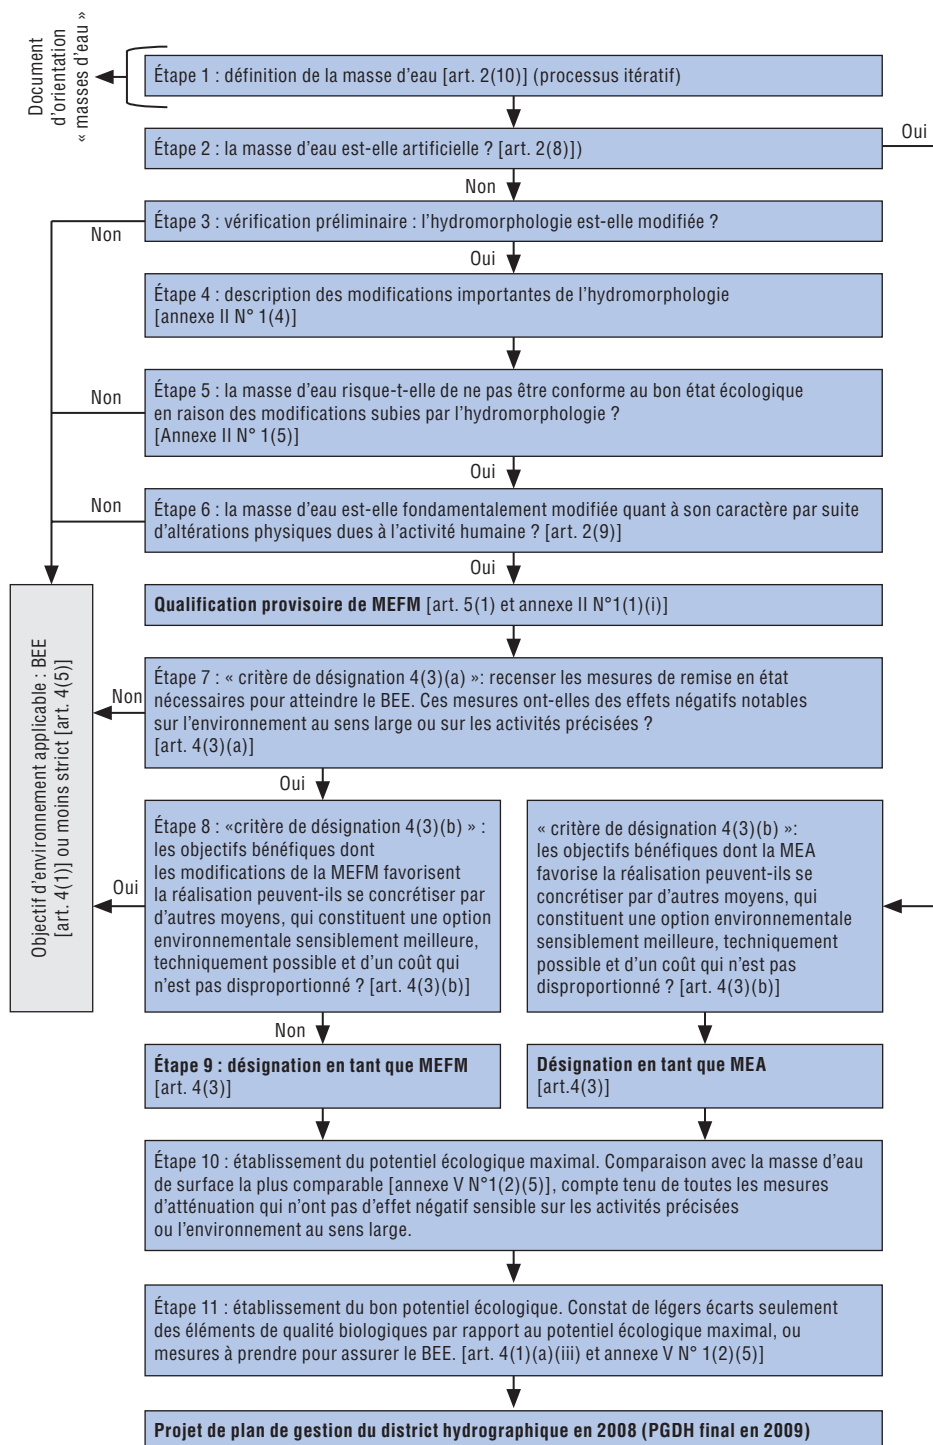 Document
d'orientation
« masses d'eau »
Étape 1 : définition de la masse d'eau [art. 2(10)] (processus itératif)
Étape 2 : la masse d'eau est-elle artificielle ? [art. 2(8)])
Oui
Non
Étape 3 : vérification préliminaire : l'hydromorphologie est-elle modifiée ?
Non
Oui
Étape 4 : description des modifications importantes de l'hydromorphologie
[annexe II N° 1(4)]
Étape 5 : la masse d'eau risque-t-elle de ne pas être conforme au bon état écologique
en raison des modifications subies par l'hydromorphologie ?
[Annexe II N° 1(5)]
Non
Oui
Étape 6 : la masse d'eau est-elle fondamentalement modifiée quant à son caractère par suite
d'altérations physiques dues à l'activité humaine ? [art. 2(9)]
Non
Oui
Qualification provisoire de MEFM [art. 5(1) et annexe II N°1(1)(i)]
Objectif d'environnement applicable : BEE
[art. 4(1)] ou moins strict [art. 4(5)]
Étape 7 : « critère de désignation 4(3)(a) »: recenser les mesures de remise en état
nécessaires pour atteindre le BEE. Ces mesures ont-elles des effets négatifs notables
sur l'environnement au sens large ou sur les activités précisées ?
[art. 4(3)(a)]
Non
Oui
Étape 8 : «critère de désignation 4(3)(b) » :
les objectifs bénéfiques dont
les modifications de la MEFM favorisent
la réalisation peuvent-ils se concrétiser par
d'autres moyens, qui constituent une option
environnementale sensiblement meilleure,
techniquement possible et d'un coût qui
n'est pas disproportionné ? [art. 4(3)(b)]
Oui
« critère de désignation 4(3)(b) »:
les objectifs bénéfiques dont la MEA
favorise la réalisation peuvent-ils se
concrétiser par d'autres moyens, qui
constituent une option environnementale
sensiblement meilleure, techniquement
possible et d'un coût qui n'est pas
disproportionné ? [art. 4(3)(b)]
Non
Étape 9 : désignation en tant que MEFM
[art. 4(3)]
Désignation en tant que MEA
[art.4(3)]
Étape 10 : établissement du potentiel écologique maximal. Comparaison avec la masse d'eau
de surface la plus comparable [annexe V N°1(2)(5)], compte tenu de toutes les mesures
d'atténuation qui n'ont pas d'effet négatif sensible sur les activités précisées
ou l'environnement au sens large.
Étape 11 : établissement du bon potentiel écologique. Constat de légers écarts seulement
des éléments de qualité biologiques par rapport au potentiel écologique maximal, ou
mesures à prendre pour assurer le BEE. [art. 4(1)(a)(iii) et annexe V N° 1(2)(5)]
Projet de plan de gestion du district hydrographique en 2008 (PGDH final en 2009)